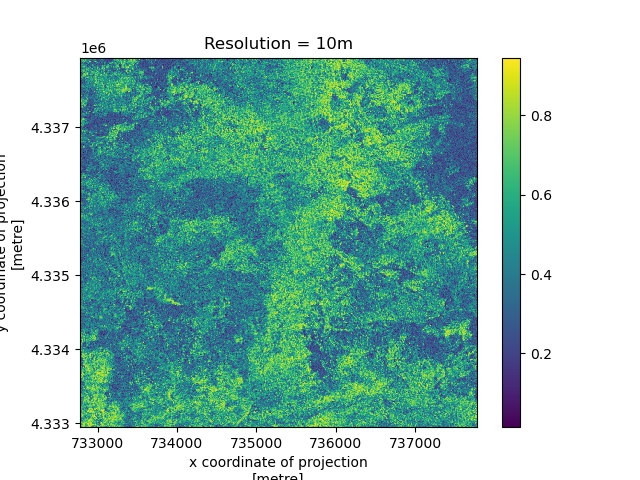 Resolution = 10m
1e6
4.337
4.336
4.335
4.334
4.333
733000 734000 735000 736000 737000
x coordinate of projection
[metre]
y coordinate of projection
[metre]
0.8
0.6
0.4
0.2